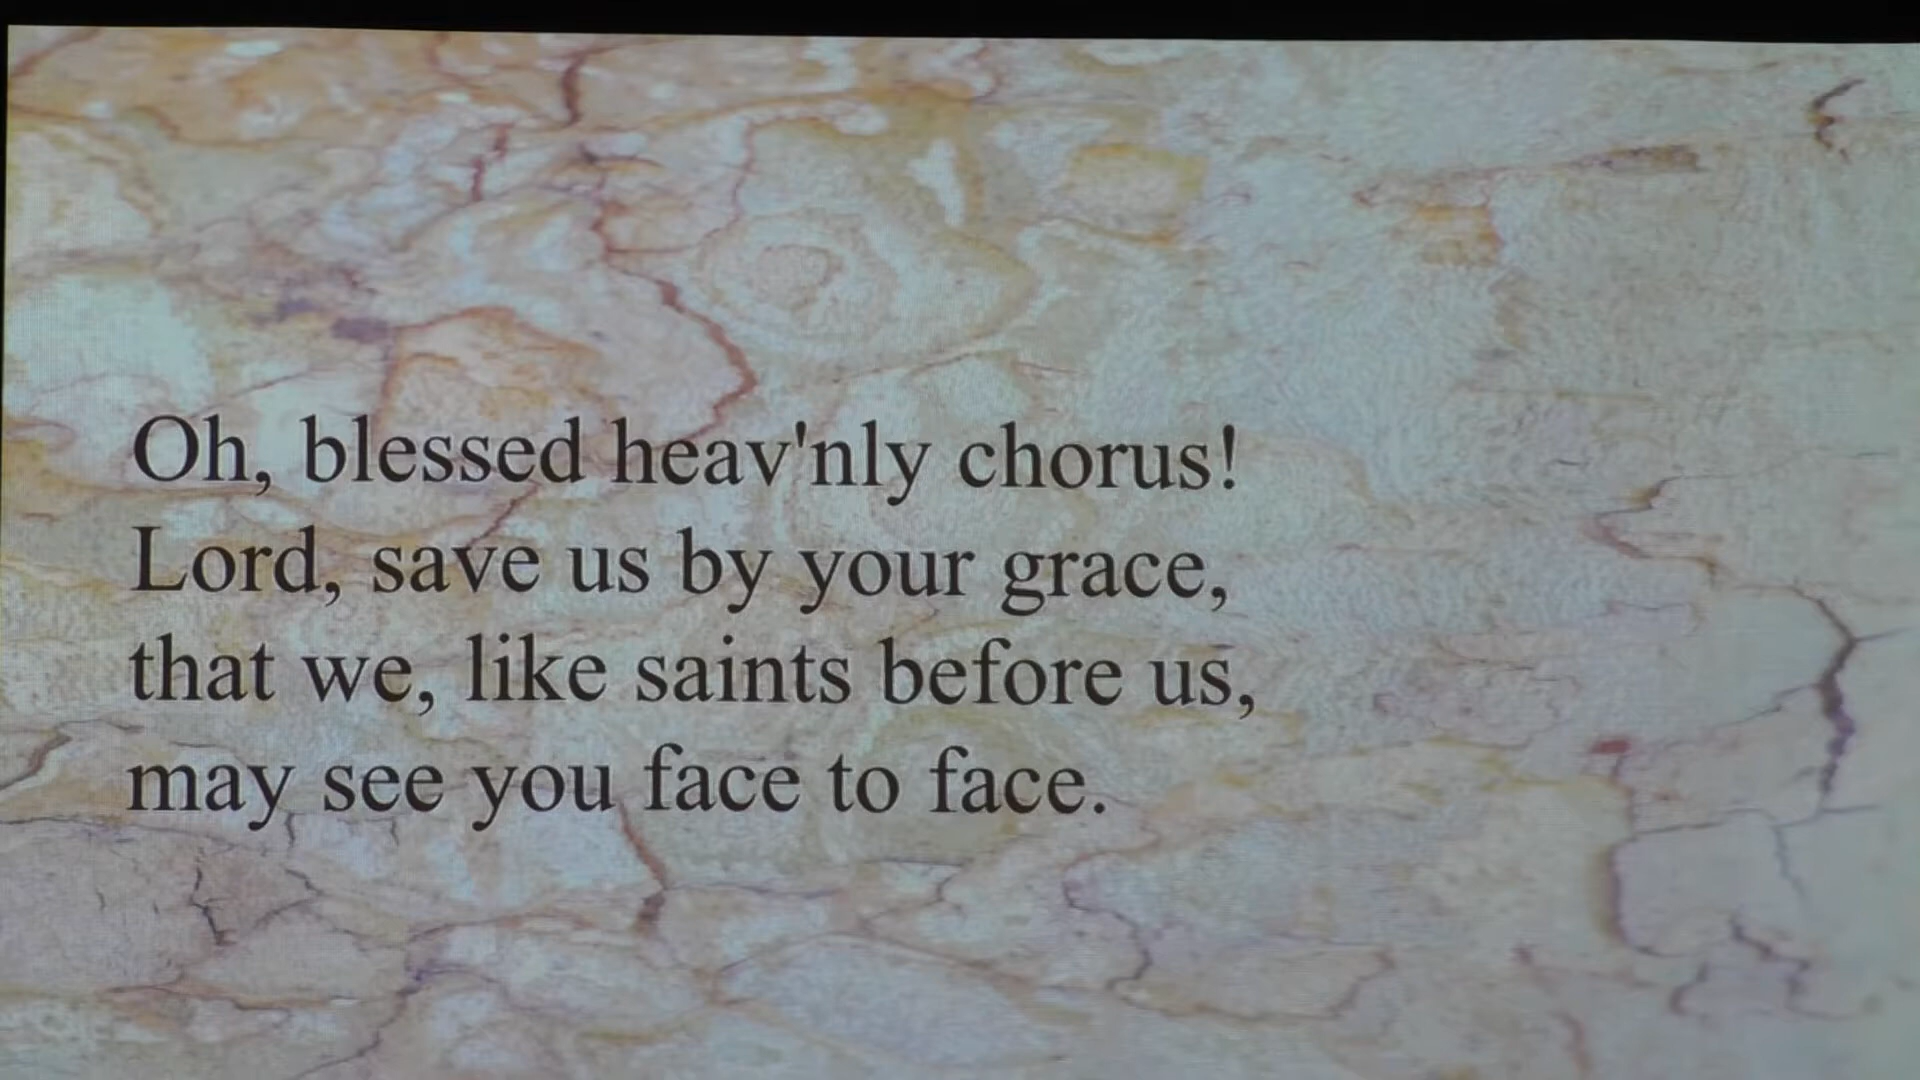 Oh, blessed heav'nly chorus!
Lord, save us by your grace,
that we, like saints before us,
may see you face to face.